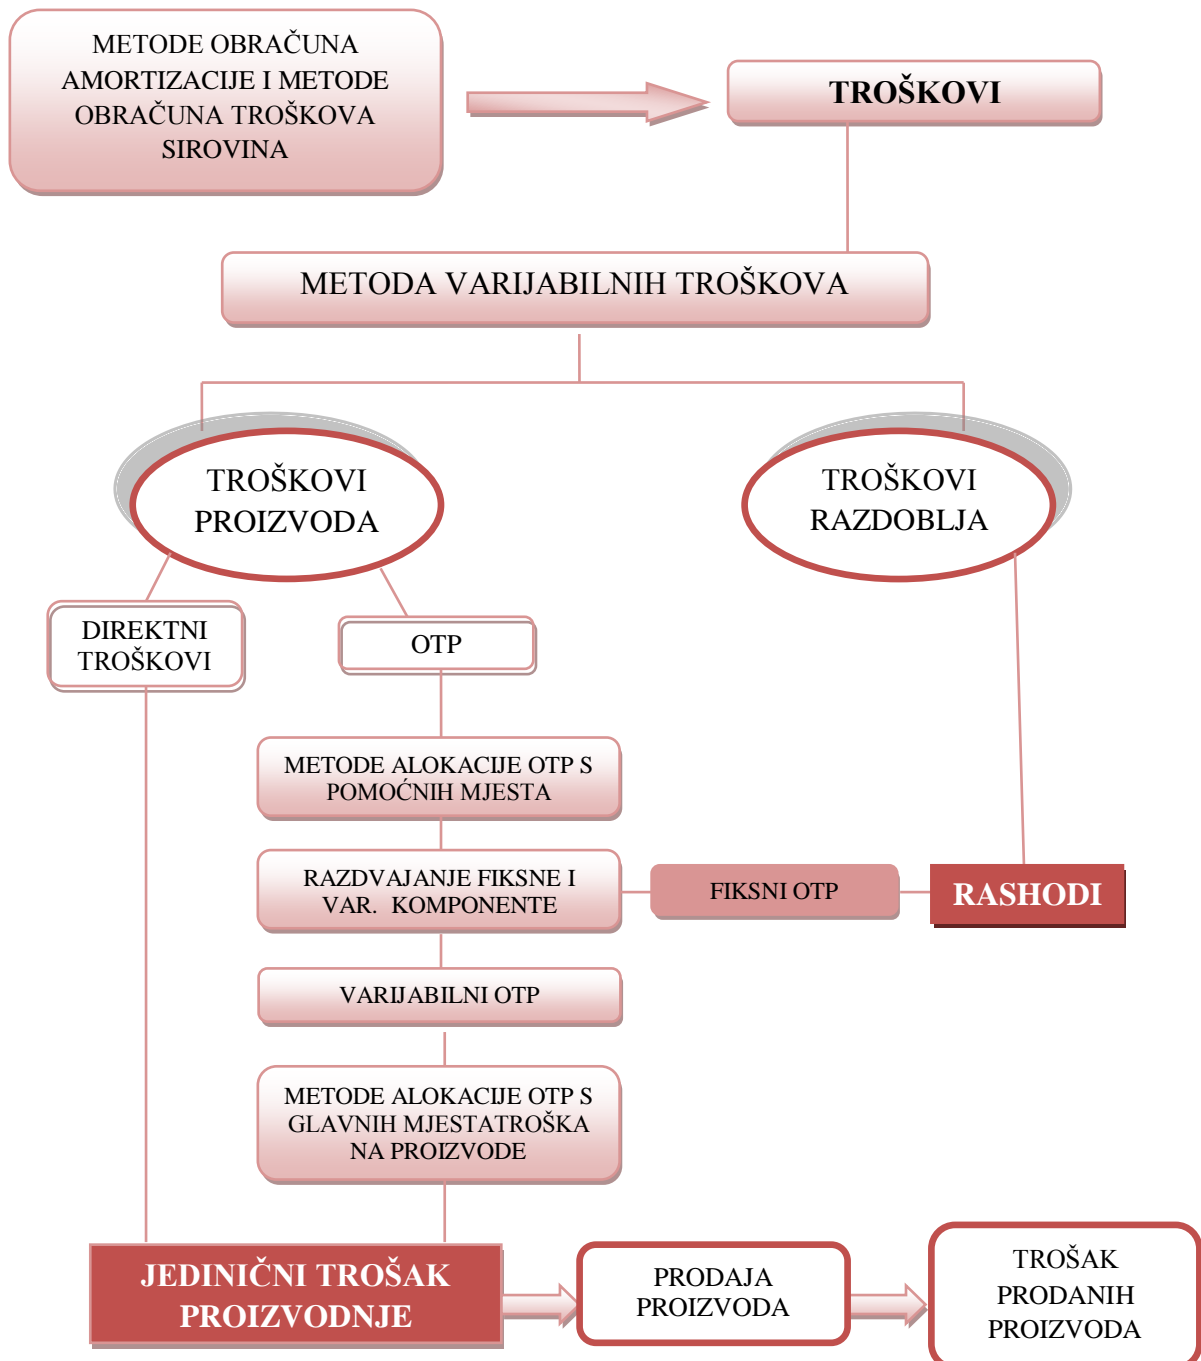 METODE OBRAČUNA
AMORTIZACIJE I METODE
OBRAČUNA TROŠKOVA
SIROVINA
TROŠKOVI
METODA VARIJABILNIH TROŠKOVA
TROŠKOVI
PROIZVODA
TROŠKOVI
RAZDOBLJA
DIREKTNI
TROŠKOVI
OTP
METODE ALOKACIJE OTP S
POMOĆNIH MJESTA
RAZDVAJANJE FIKSNE I
VAR. KOMPONENTE
FIKSNI OTP
RASHODI
VARIJABILNI OTP
METODE ALOKACIJE OTP S
GLAVNIH MJESTATROŠKA
NA PROIZVODE
JEDINIČNI TROŠAK
PROIZVODNJE
PRODAJA
PROIZVODA
TROŠAK
PRODANIH
PROIZVODA